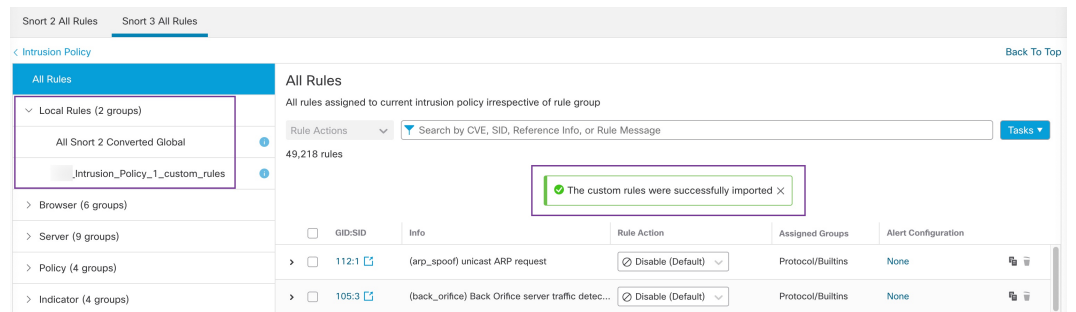 Snort 2 All Rules Snort 3 All Rules
< Intrusion Policy Back To Top
All Rules
Local Rules (2 groups)
All Snort 2 Converted Global
_Intrusion_Policy_1_custom_rules
Browser (6 groups)
Server (9 groups)
Policy (4 groups)
Indicator (4 groups)
All Rules
All rules assigned to current intrusion policy irrespective of rule group
Rule Actions Search by CVE, SID, Reference Info, or Rule Message Tasks
49,218 rules
The custom rules were successfully imported
GID:SID Info Rule Action Assigned Groups Alert Configuration
112:1 (arp_spoof) unicast ARP request Disable (Default) Protocol/Builtins None
105:3 (back_orifice) Back Orifice server traffic detec... Disable (Default) Protocol/Builtins None